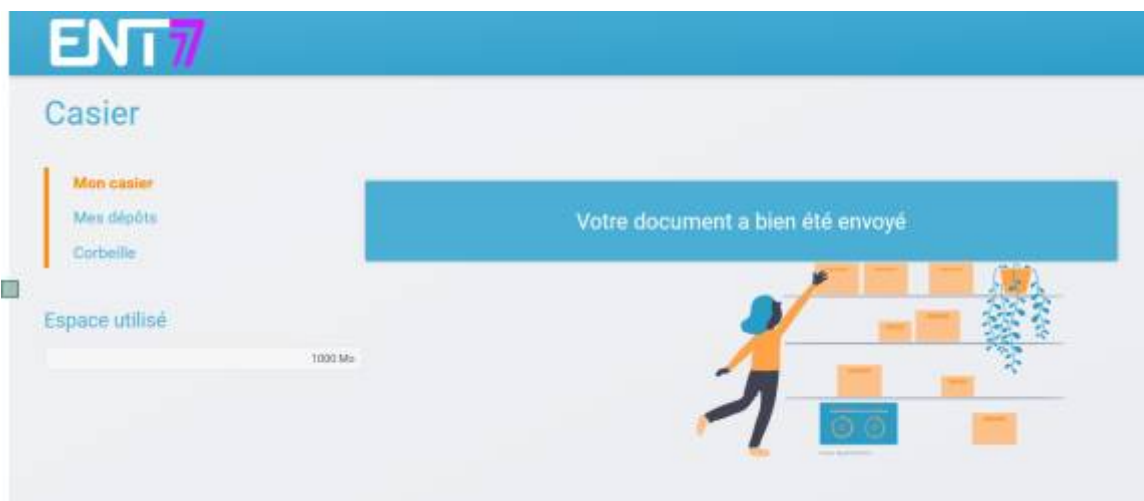 ENT77
Casier
Mon casier
Mes dépôts
Corbeille
Votre document a bien été envoyé
Espace utilisé
1000 Mo